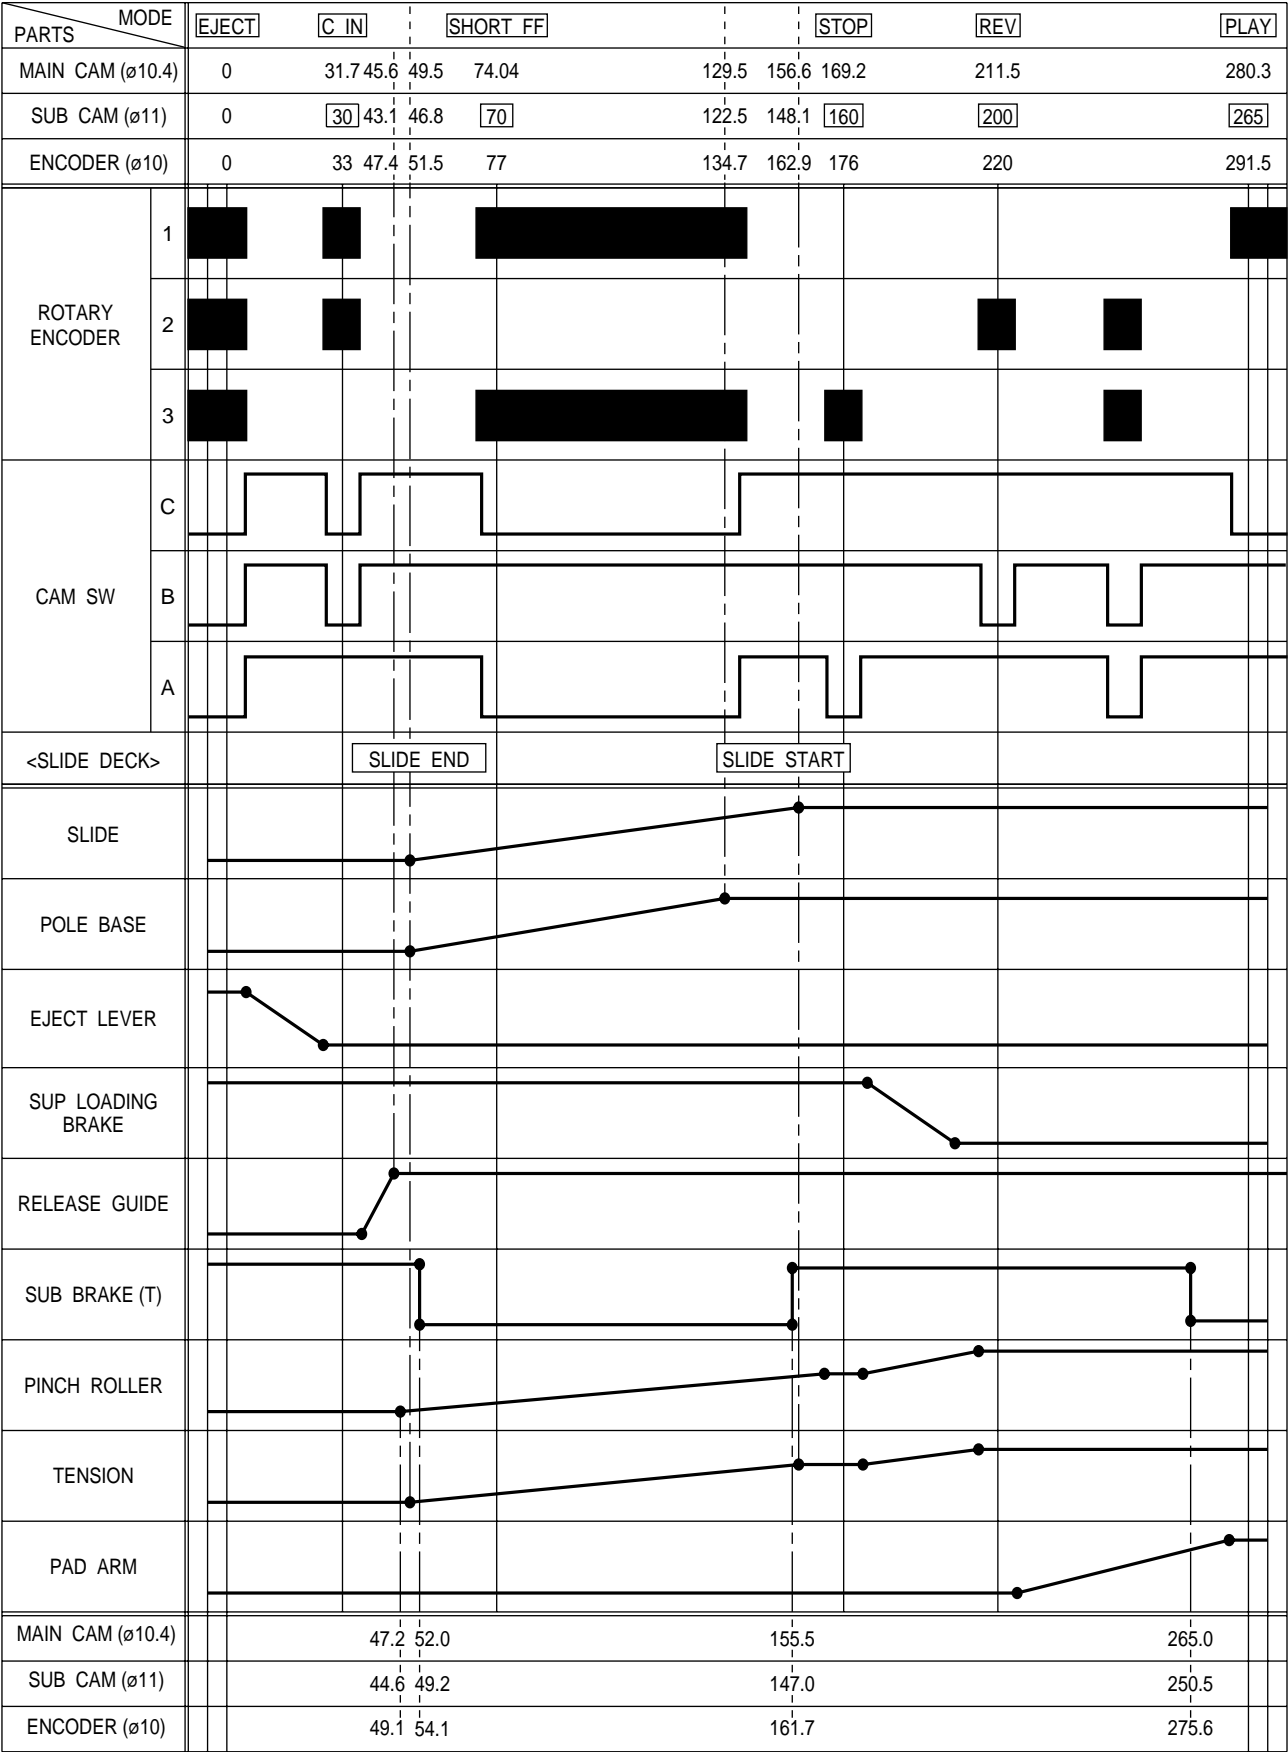 MODE
PARTS
EJECT C IN SHORT FF STOP REV PLAY
MAIN CAM (ø10.4) 0 31.7 45.6 49.5 74.04 129.5 156.6 169.2 211.5 280.3
SUB CAM (ø11) 0 30 43.1 46.8 70 122.5 148.1 160 200 265
ENCODER (ø10) 0 33 47.4 51.5 77 134.7 162.9 176 220 291.5
1
ROTARY
ENCODER
2
3
C
CAM SW
B
A
<SLIDE DECK> SLIDE END SLIDE START
SLIDE
POLE BASE
EJECT LEVER
SUP LOADING
BRAKE
RELEASE GUIDE
SUB BRAKE (T)
PINCH ROLLER
TENSION
PAD ARM
MAIN CAM (ø10.4) 47.2 52.0 155.5 265.0
SUB CAM (ø11) 44.6 49.2 147.0 250.5
ENCODER (ø10) 49.1 54.1 161.7 275.6